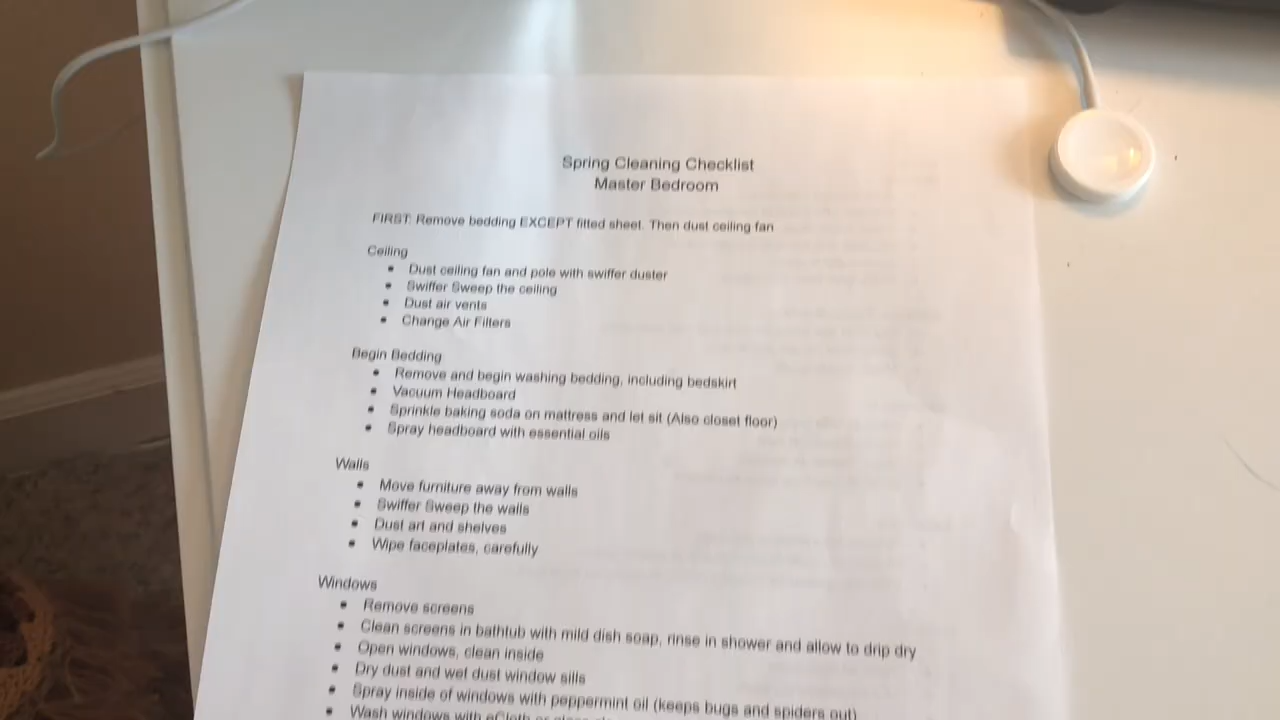 Spring Cleaning Checklist
Master Bedroom
FIRST: Remove bedding EXCEPT fitted sheet. Then dust ceiling fan
Ceiling
• Dust ceiling fan and pole with swiffer duster
• Swiffer Sweep the ceiling
• Dust air vents
• Change Air Filters
Begin Bedding
• Remove and begin washing bedding, including bedskirt
• Vacuum Headboard
• Sprinkle baking soda on mattress and let sit (Also closet floor)
• Spray headboard with essential oils
Walls
• Move furniture away from walls
• Swiffer Sweep the walls
• Dust art and shelves
• Wipe faceplates, carefully
Windows
• Remove screens
• Clean screens in bathtub with mild dish soap, rinse in shower and allow to drip dry
• Open windows, clean inside
• Dry dust and wet dust window sills
• Spray inside of windows with peppermint oil (keeps bugs and spiders out)
• Wash windows with eCloth or